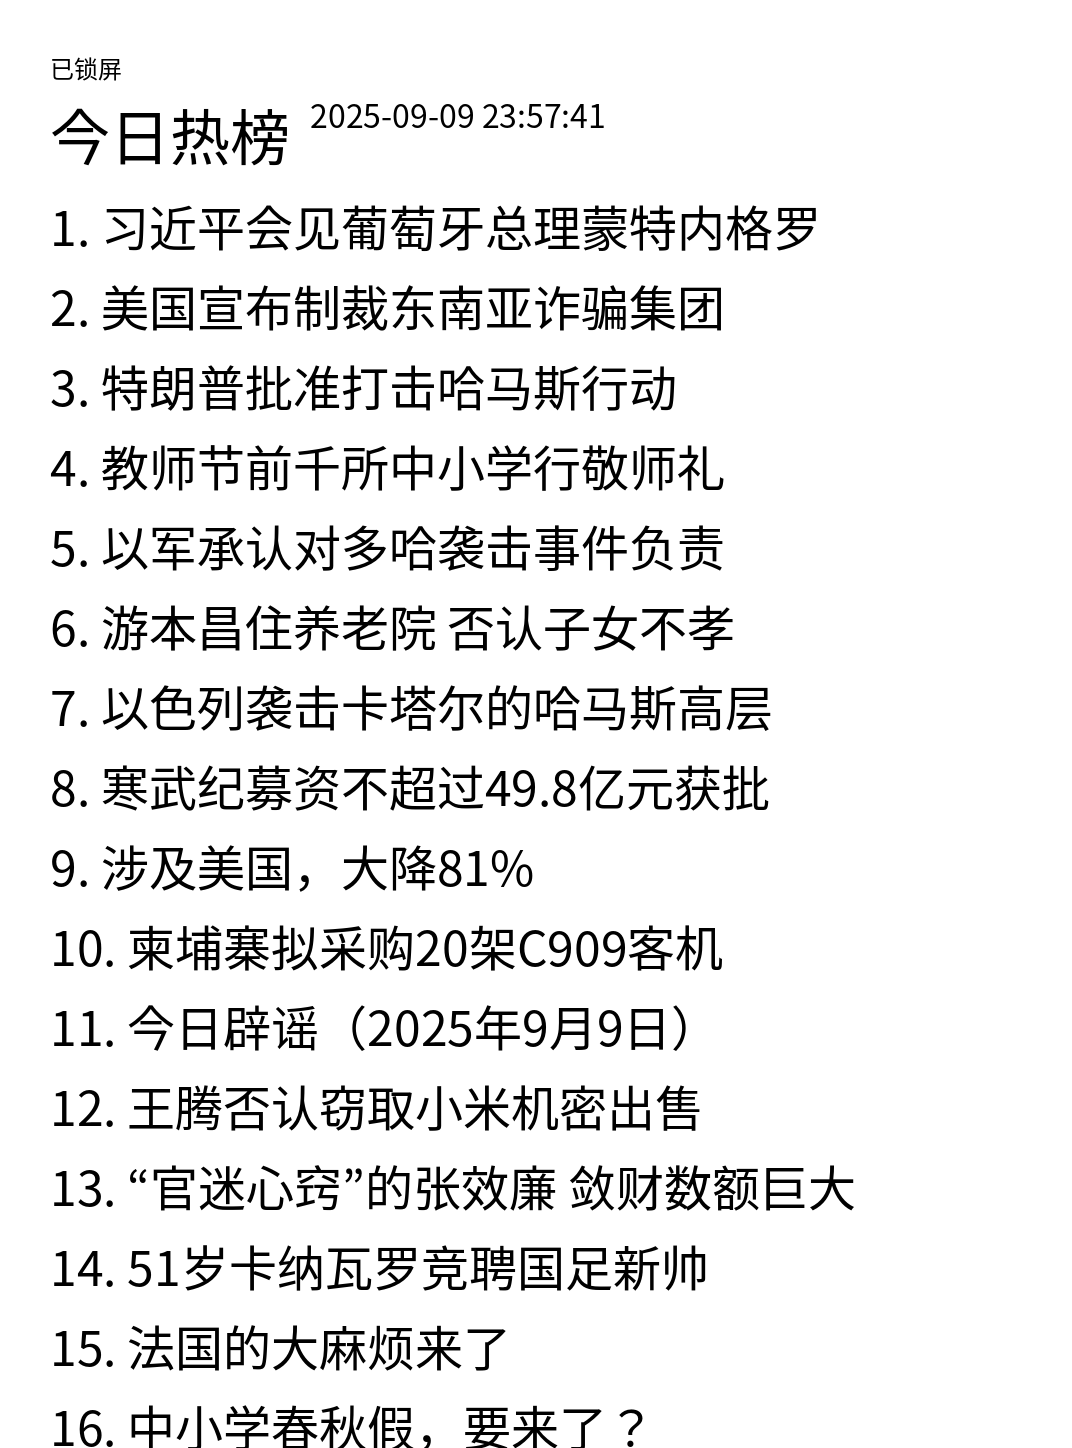 已锁屏
今日热榜 2025-09-09 23:57:41
1. 习近平会见葡萄牙总理蒙特内格罗
2. 美国宣布制裁东南亚诈骗集团
3. 特朗普批准打击哈马斯行动
4. 教师节前千所中小学行敬师礼
5. 以军承认对多哈袭击事件负责
6. 游本昌住养老院 否认子女不孝
7. 以色列袭击卡塔尔的哈马斯高层
8. 寒武纪募资不超过49.8亿元获批
9. 涉及美国，大降81%
10. 柬埔寨拟采购20架C909客机
11. 今日辟谣（2025年9月9日）
12. 王腾否认窃取小米机密出售
13. “官迷心窍”的张效廉 敛财数额巨大
14. 51岁卡纳瓦罗竞聘国足新帅
15. 法国的大麻烦来了
16. 中小学春秋假，要来了？